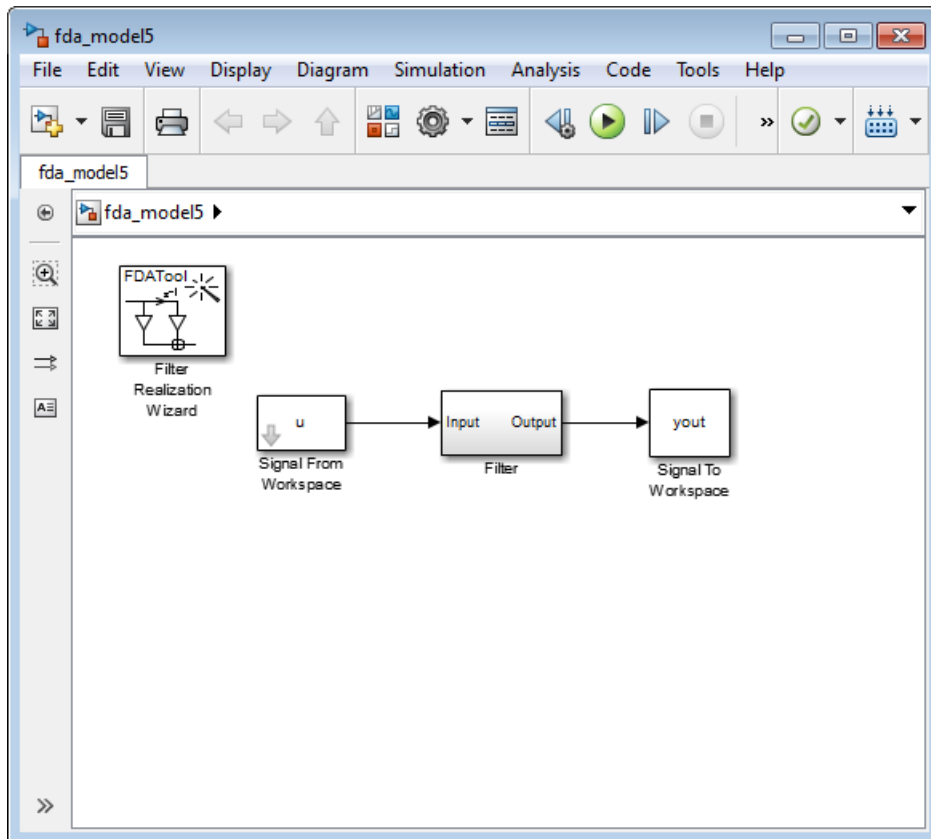 fda_model5
File Edit View Display Diagram Simulation Analysis Code Tools Help
»
fda_model5
fda_model5
FDATool
z-1
Filter
Realization
Wizard
u
Signal From
Workspace
Input Output
Filter
yout
Signal To
Workspace
»